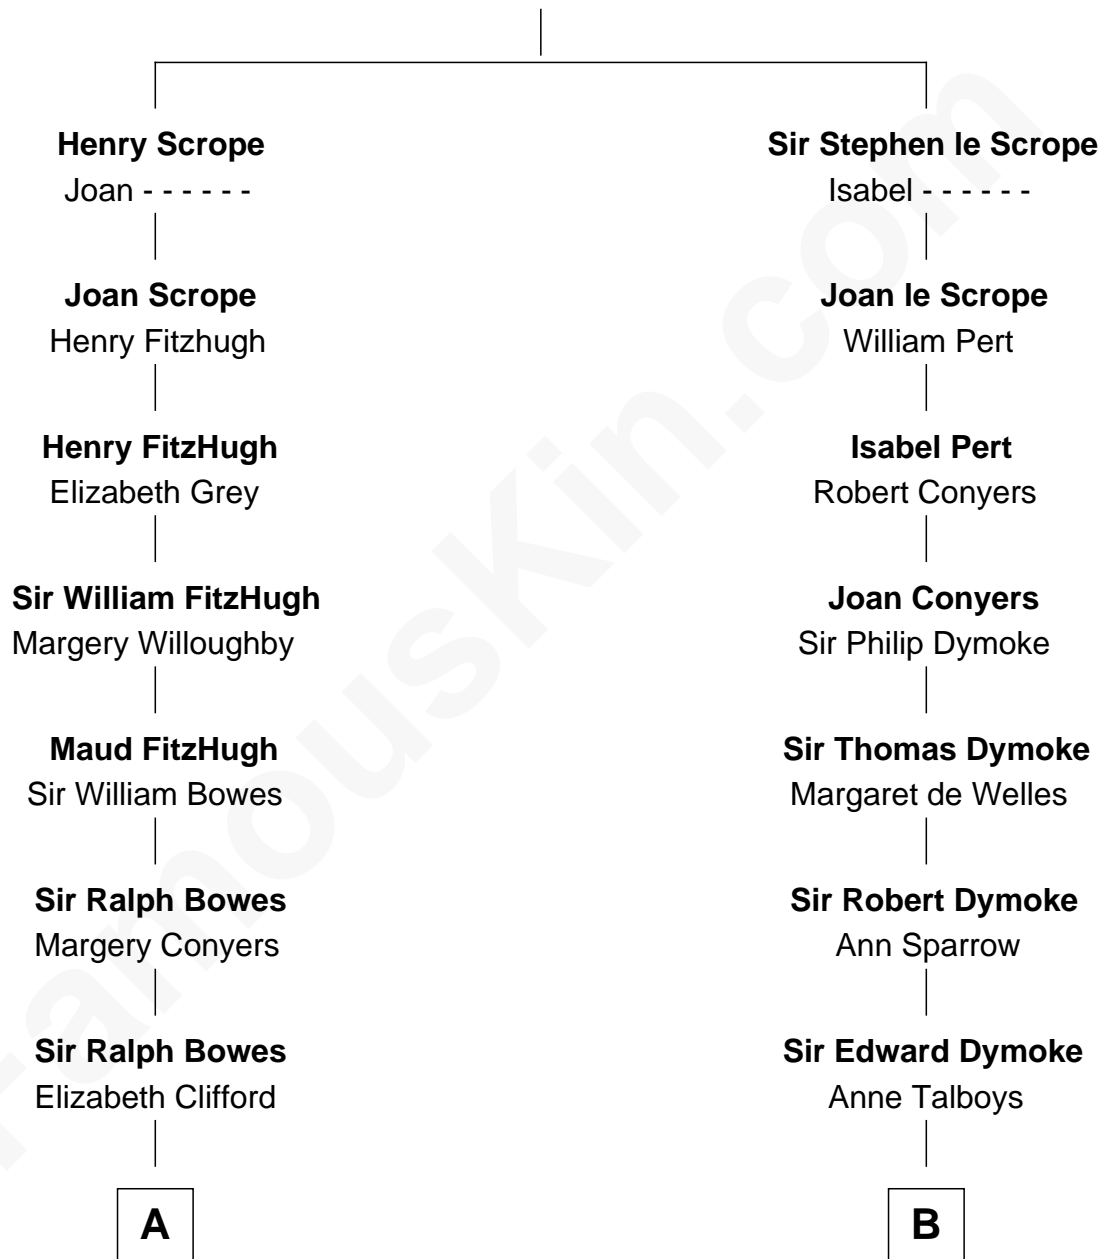 Henry Scrope
Joan - - - - - -
Joan Scrope
Henry Fitzhugh
Henry FitzHugh
Elizabeth Grey
Sir William FitzHugh
Margery Willoughby
Maud FitzHugh
Sir William Bowes
Sir Ralph Bowes
Margery Conyers
Sir Ralph Bowes
Elizabeth Clifford
A
Sir Stephen le Scrope
Isabel - - - - - -
Joan le Scrope
William Pert
Isabel Pert
Robert Conyers
Joan Conyers
Sir Philip Dymoke
Sir Thomas Dymoke
Margaret de Welles
Sir Robert Dymoke
Ann Sparrow
Sir Edward Dymoke
Anne Talboys
B
FamousKin.com